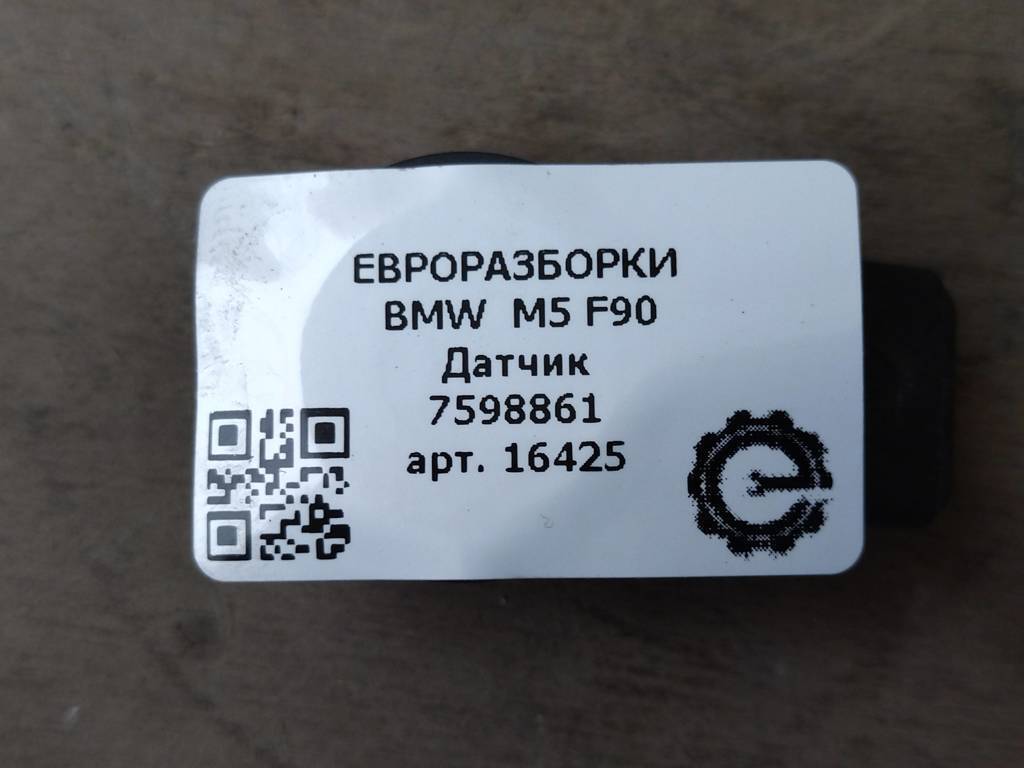 ЕВРОРАЗБОРКИ
BMW M5 F90
Датчик
7598861
арт. 16425